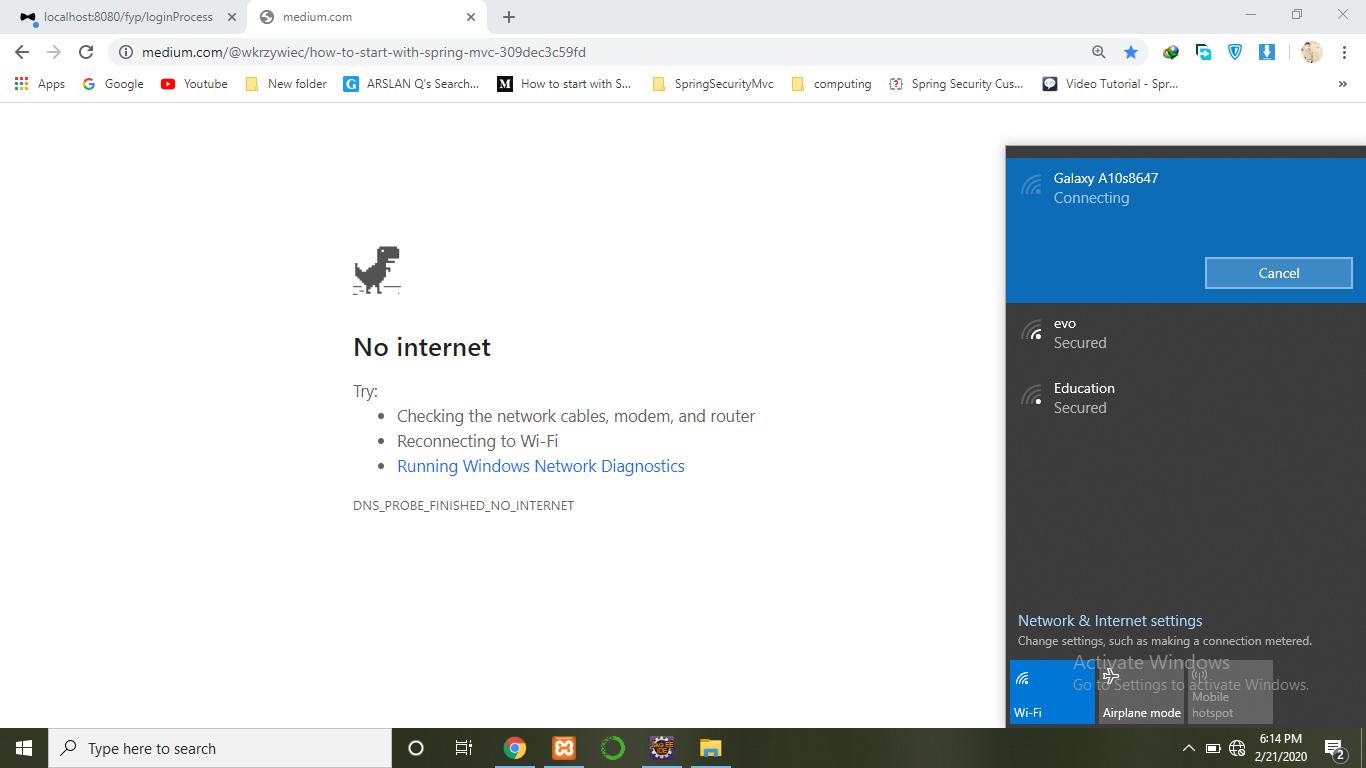 localhost:8080/fyp/loginProcess
medium.com
medium.com/@wkrzywiec/how-to-start-with-spring-mvc-309dec3c59fd
Apps
Google
Youtube
New folder
G
ARSLAN Q's Search...
M
How to start with S...
SpringSecurityMvc
computing
{?}
Spring Security Cus...
Video Tutorial - Spr...
»
No internet
Try:
• Checking the network cables, modem, and router
• Reconnecting to Wi-Fi
• Running Windows Network Diagnostics
DNS_PROBE_FINISHED_NO_INTERNET
Galaxy A10s8647
Connecting
Cancel
evo
Secured
Education
Secured
Network & Internet settings
Change settings, such as making a connection metered.
Activate Windows
Go to Settings to activate Windows.
Wi-Fi
Airplane mode
Mobile
hotspot
Type here to search
6:14 PM
2/21/2020
2